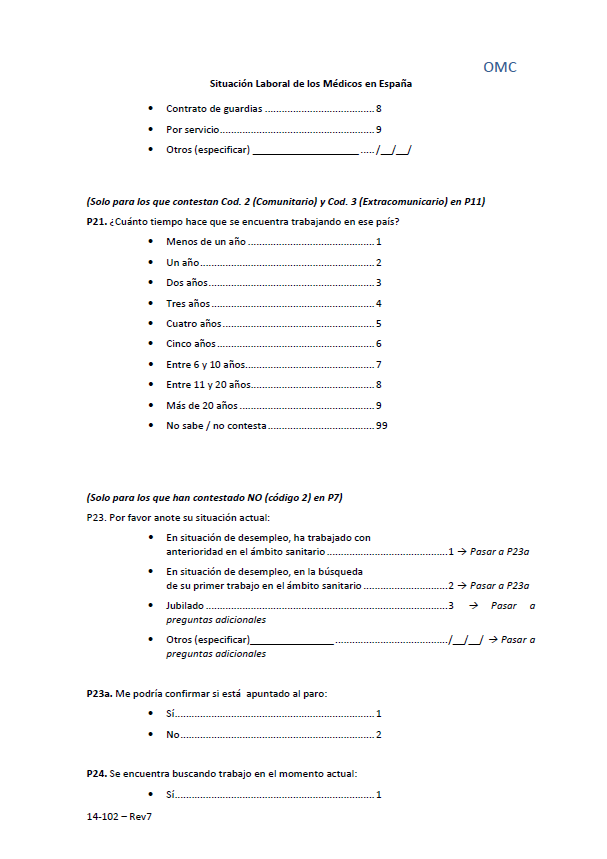 OMC
Situación Laboral de los Médicos en España
• Contrato de guardias ........................................ 8
• Por servicio........................................................ 9
• Otros (especificar) ____________________ ..... /__/__/
(Solo para los que contestan Cod. 2 (Comunitario) y Cod. 3 (Extracomunicario) en P11)
P21. ¿Cuánto tiempo hace que se encuentra trabajando en ese país?
• Menos de un año .............................................. 1
• Un año............................................................... 2
• Dos años............................................................ 3
• Tres años ........................................................... 4
• Cuatro años....................................................... 5
• Cinco años ......................................................... 6
• Entre 6 y 10 años............................................... 7
• Entre 11 y 20 años............................................. 8
• Más de 20 años ................................................. 9
• No sabe / no contesta ...................................... 99
(Solo para los que han contestado NO (código 2) en P7)
P23. Por favor anote su situación actual:
• En situación de desempleo, ha trabajado con
anterioridad en el ámbito sanitario ........................................... 1 → Pasar a P23a
• En situación de desempleo, en la búsqueda
de su primer trabajo en el ámbito sanitario .............................. 2 → Pasar a P23a
• Jubilado ....................................................................................... 3 → Pasar a
preguntas adicionales
• Otros (especificar)________________ ........................................ /__/__/ → Pasar a
preguntas adicionales
P23a. Me podría confirmar si está apuntado al paro:
• Sí........................................................................ 1
• No...................................................................... 2
P24. Se encuentra buscando trabajo en el momento actual:
• Sí........................................................................ 1
14-102 – Rev7